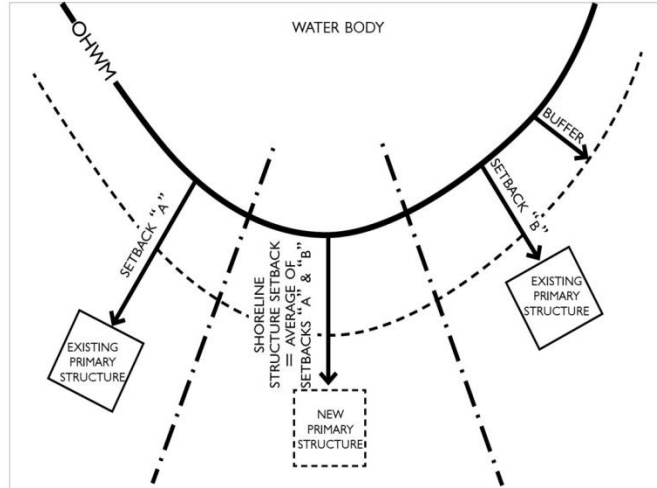 WATER BODY
OHWM
BUFFER
SETBACK "A"
SETBACK "B"
SHORELINE
STRUCTURE SETBACK
= AVERAGE OF
SETBACKS "A" & "B"
EXISTING
PRIMARY
STRUCTURE
NEW
PRIMARY
STRUCTURE
EXISTING
PRIMARY
STRUCTURE